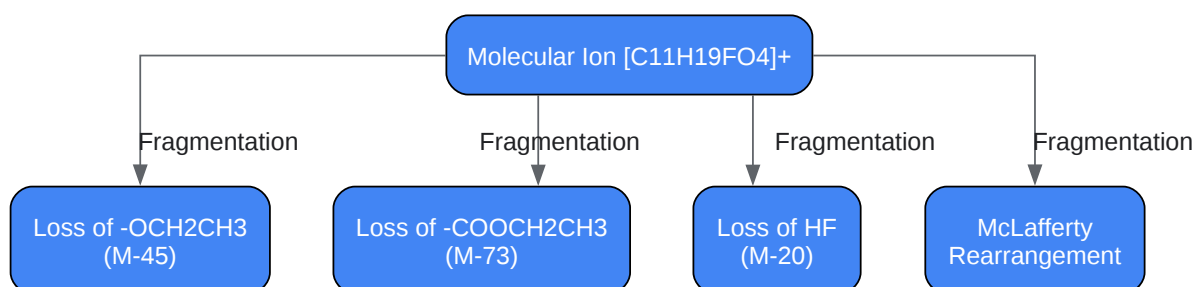 Molecular Ion [C11H19FO4]+
Fragmentation
Fragmentation
Fragmentation
Fragmentation
Loss of -OCH2CH3
(M-45)
Loss of -COOCH2CH3
(M-73)
Loss of HF
(M-20)
McLafferty
Rearrangement